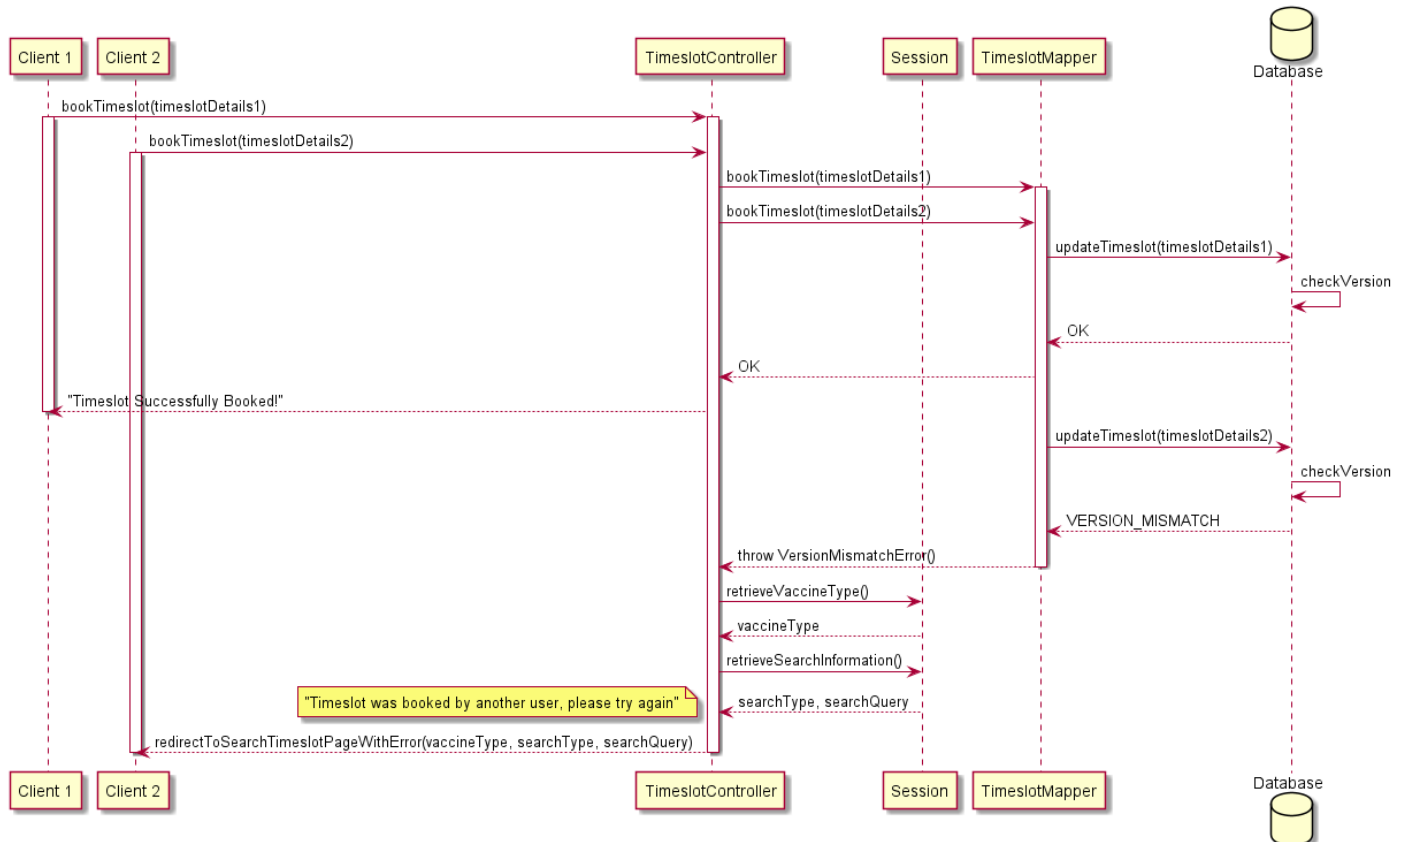 Client 1
Client 2
TimeslotController
Session
TimeslotMapper
Database
bookTimeslot(timeslotDetails1)
bookTimeslot(timeslotDetails2)
bookTimeslot(timeslotDetails1)
bookTimeslot(timeslotDetails2)
updateTimeslot(timeslotDetails1)
checkVersion
OK
OK
"Timeslot Successfully Booked!"
updateTimeslot(timeslotDetails2)
checkVersion
VERSION_MISMATCH
throw VersionMismatchError()
retrieveVaccineType()
vaccineType
retrieveSearchInformation()
"Timeslot was booked by another user, please try again"
searchType, searchQuery
redirectToSearchTimeslotPageWithError(vaccineType, searchType, searchQuery)
Client 1
Client 2
TimeslotController
Session
TimeslotMapper
Database